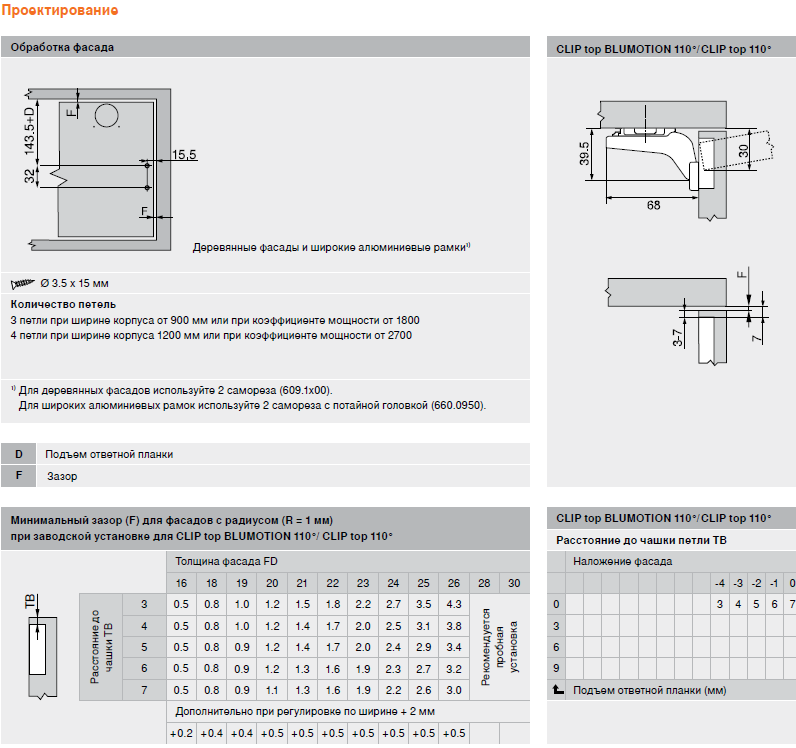 Проектирование
Обработка фасада
143.5+D
32
F
15,5
F
Деревянные фасады и широкие алюминиевые рамки¹⁾
Ø 3.5 x 15 мм
Количество петель
3 петли при ширине корпуса от 900 мм или при коэффициенте мощности от 1800
4 петли при ширине корпуса 1200 мм или при коэффициенте мощности от 2700
¹⁾ Для деревянных фасадов используйте 2 самореза (609.1x00).
Для широких алюминиевых рамок используйте 2 самореза с потайной головкой (660.0950).
D Подъем ответной планки
F Зазор
CLIP top BLUMOTION 110°/CLIP top 110°
39.5
30
68
F
3-7
7
Минимальный зазор (F) для фасадов с радиусом (R = 1 мм)
при заводской установке для CLIP top BLUMOTION 110°/ CLIP top 110°
Толщина фасада FD
16 18 19 20 21 22 23 24 25 26 28 30
TB
Расстояние до
чашки TB
3 0.5 0.8 1.0 1.2 1.5 1.8 2.2 2.7 3.5 4.3
4 0.5 0.8 1.0 1.2 1.4 1.7 2.0 2.5 3.1 3.8
5 0.5 0.8 0.9 1.2 1.4 1.7 2.0 2.4 2.9 3.4
6 0.5 0.8 0.9 1.2 1.3 1.6 1.9 2.3 2.7 3.2
7 0.5 0.8 0.9 1.1 1.3 1.6 1.9 2.2 2.6 3.0
Рекомендуется
пробная
установка
Дополнительно при регулировке по ширине + 2 мм
+0.2 +0.4 +0.4 +0.5 +0.5 +0.5 +0.5 +0.5 +0.5 +0.5
CLIP top BLUMOTION 110°/CLIP top 110°
Расстояние до чашки петли TB
Наложение фасада
-4 -3 -2 -1 0
0 3 4 5 6 7
3
6
9
Подъем ответной планки (мм)